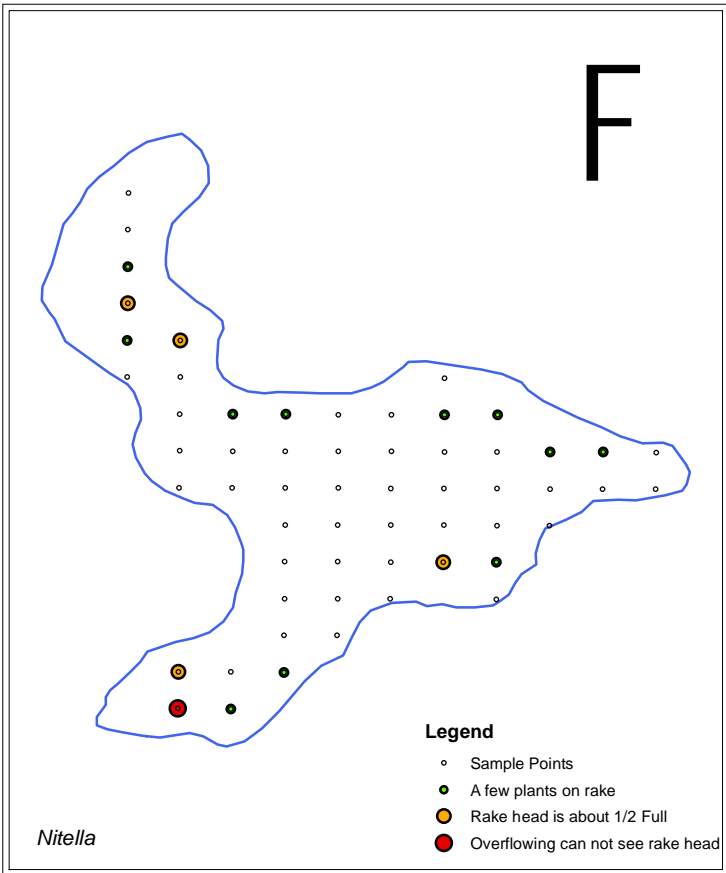 F
Legend
Sample Points
A few plants on rake
Rake head is about 1/2 Full
Overflowing can not see rake head
Nitella